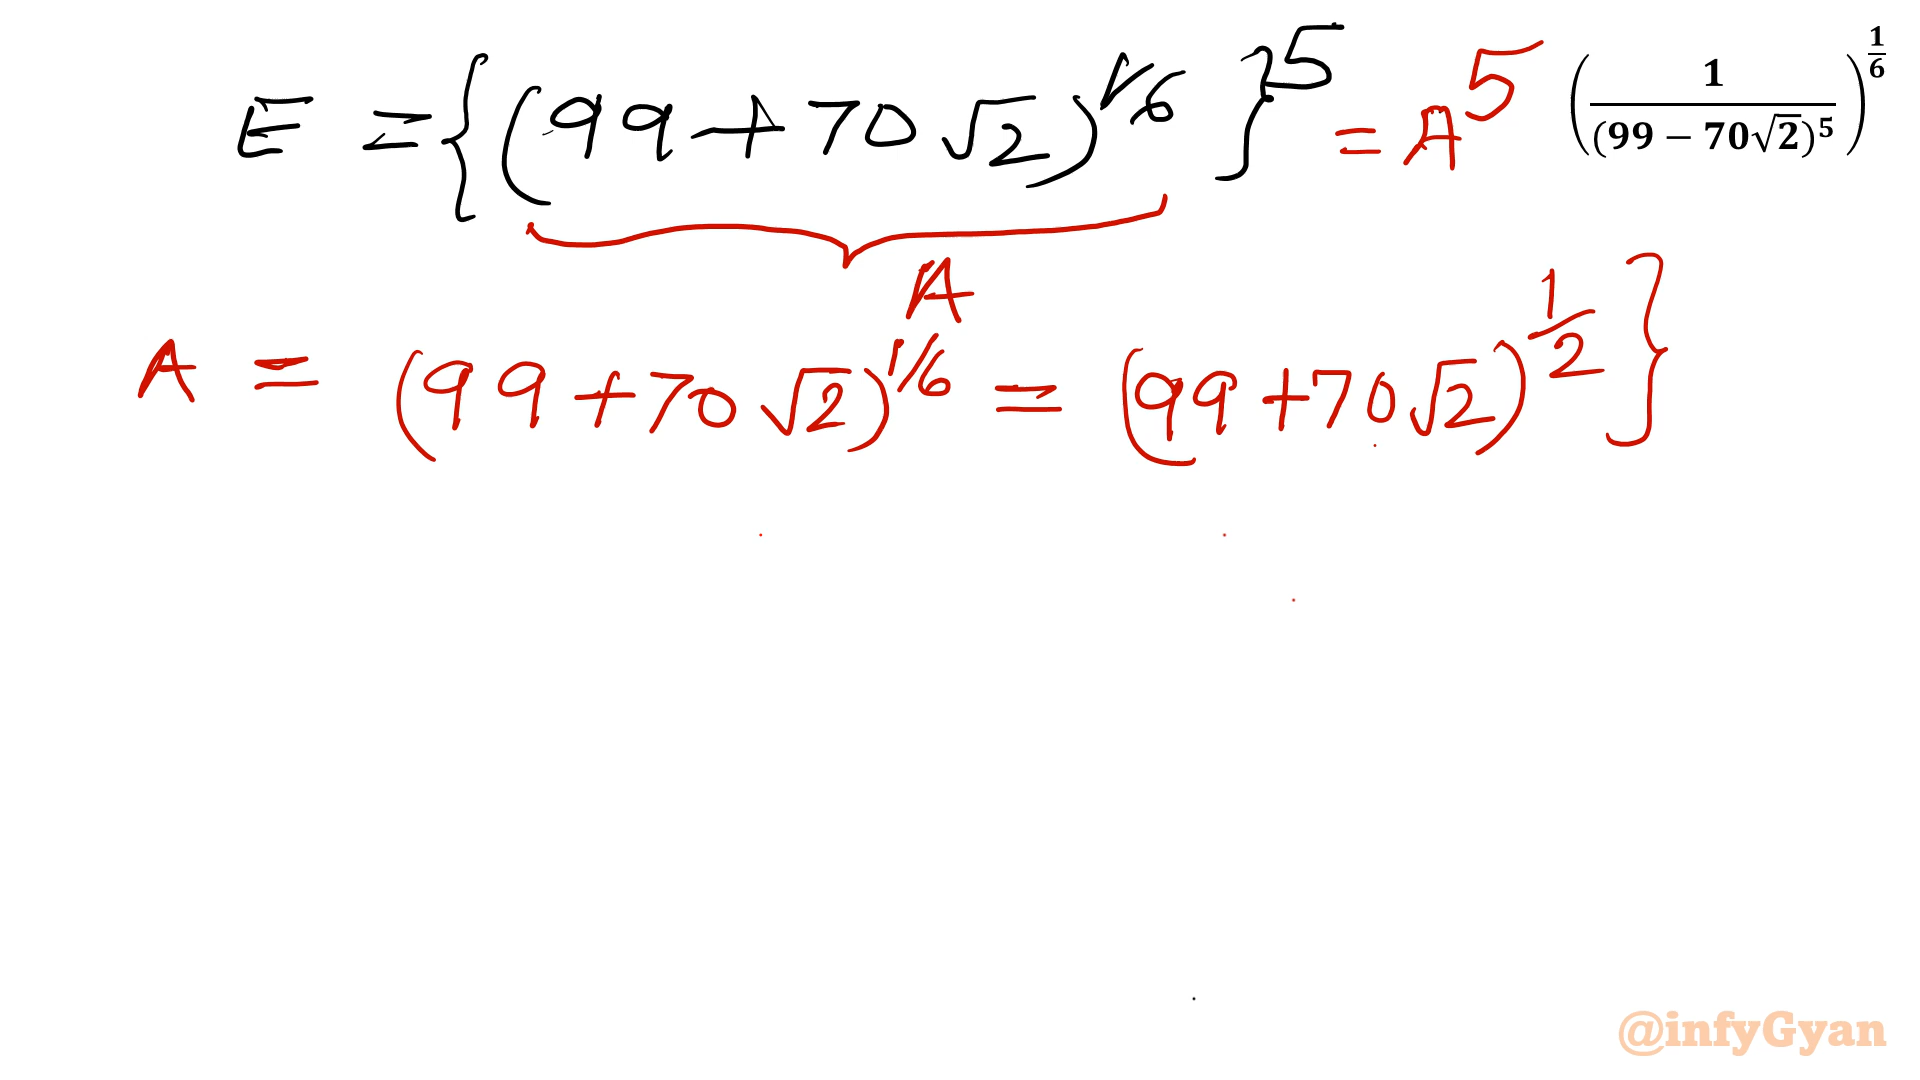 E = {(99+70√2)^1/6}^5 = A^5 (1/(99 − 70√2)^5)^1/6
A
A = (99+70√2)^1/6 = (99+70√2)^1/2}
@infyGyan